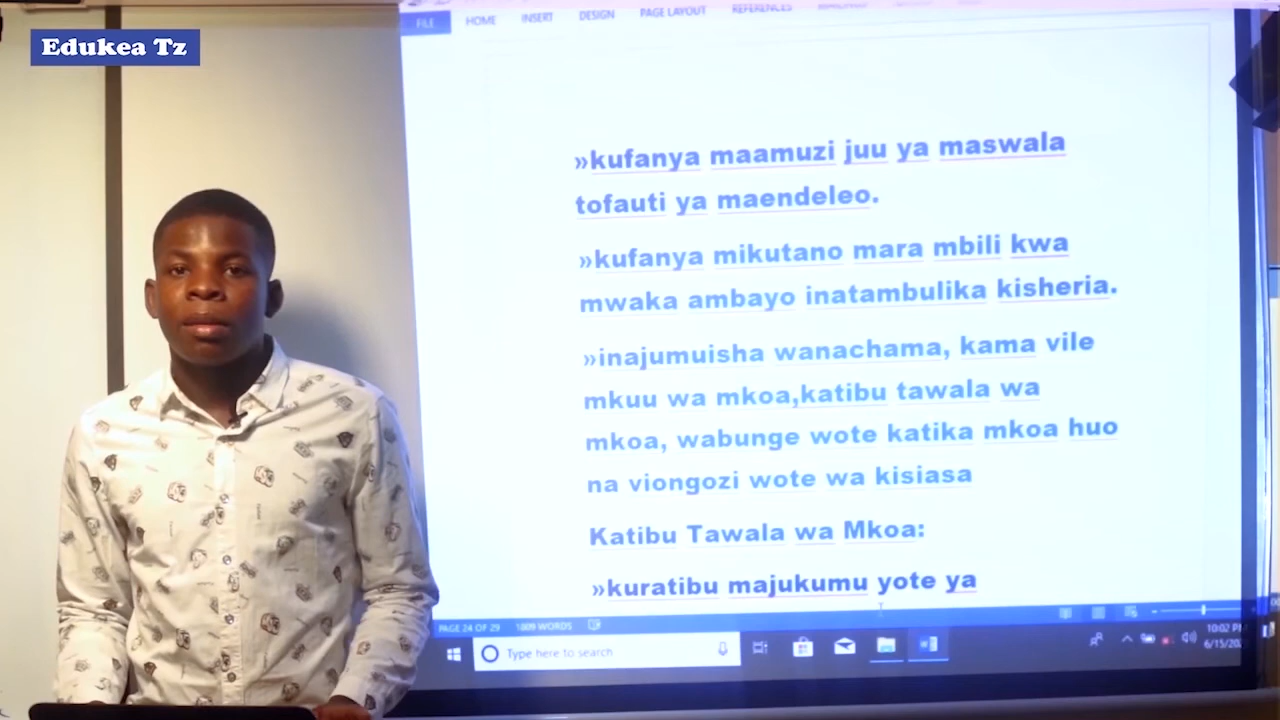 Edukea Tz
FILE HOME INSERT DESIGN PAGE LAYOUT REFERENCES
»kufanya maamuzi juu ya maswala
tofauti ya maendeleo.
»kufanya mikutano mara mbili kwa
mwaka ambayo inatambulika kisheria.
»inajumuisha wanachama, kama vile
mkuu wa mkoa,katibu tawala wa
mkoa, wabunge wote katika mkoa huo
na viongozi wote wa kisiasa
Katibu Tawala wa Mkoa:
»kuratibu majukumu yote ya
PAGE 24 OF 29 1809 WORDS
Type here to search
10:02 PM